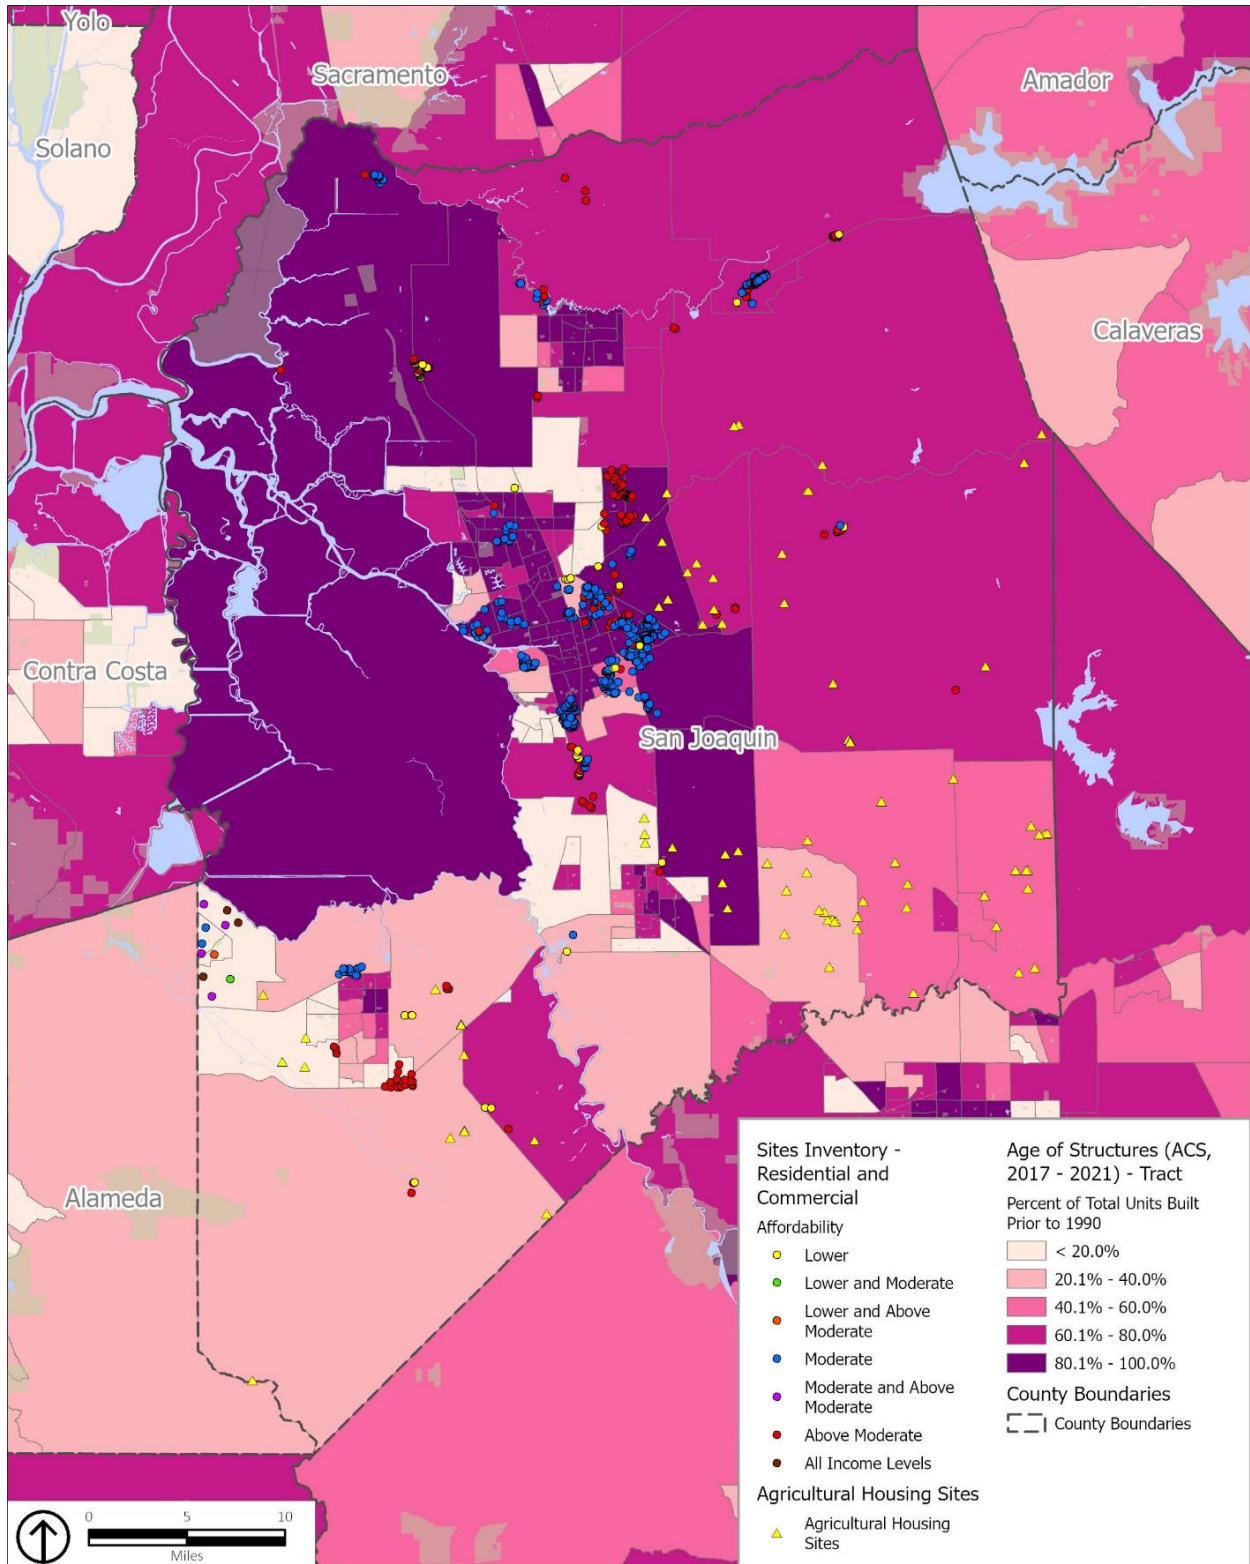 Yolo
Sacramento
Amador
Solano
Calaveras
Contra Costa
San Joaquin
Alameda
Sites Inventory -
Residential and
Commercial
Affordability
Lower
Lower and Moderate
Lower and Above
Moderate
Moderate
Moderate and Above
Moderate
Above Moderate
All Income Levels
Agricultural Housing Sites
Agricultural Housing
Sites
Age of Structures (ACS,
2017 - 2021) - Tract
Percent of Total Units Built
Prior to 1990
< 20.0%
20.1% - 40.0%
40.1% - 60.0%
60.1% - 80.0%
80.1% - 100.0%
County Boundaries
County Boundaries
0 5 10
Miles